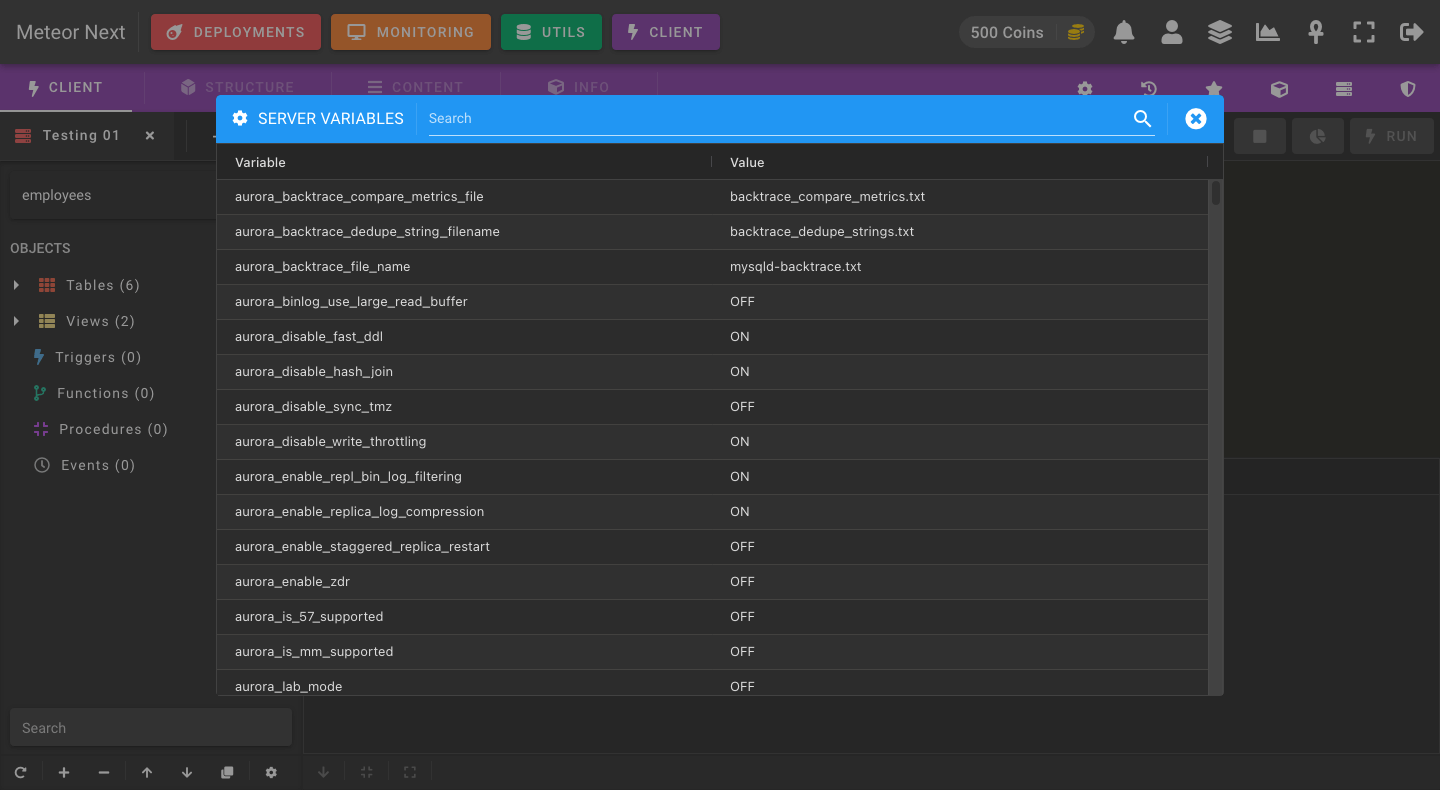 Meteor Next
DEPLOYMENTS
MONITORING
UTILS
CLIENT
500 Coins
CLIENT
STRUCTURE
CONTENT
INFO
SERVER VARIABLES
Search
Testing 01
RUN
employees
OBJECTS
Tables (6)
Views (2)
Triggers (0)
Functions (0)
Procedures (0)
Events (0)
Search
Variable Value
aurora_backtrace_compare_metrics_file backtrace_compare_metrics.txt
aurora_backtrace_dedupe_string_filename backtrace_dedupe_strings.txt
aurora_backtrace_file_name mysqld-backtrace.txt
aurora_binlog_use_large_read_buffer OFF
aurora_disable_fast_ddl ON
aurora_disable_hash_join ON
aurora_disable_sync_tmz OFF
aurora_disable_write_throttling ON
aurora_enable_repl_bin_log_filtering ON
aurora_enable_replica_log_compression ON
aurora_enable_staggered_replica_restart OFF
aurora_enable_zdr OFF
aurora_is_57_supported OFF
aurora_is_mm_supported OFF
aurora_lab_mode OFF